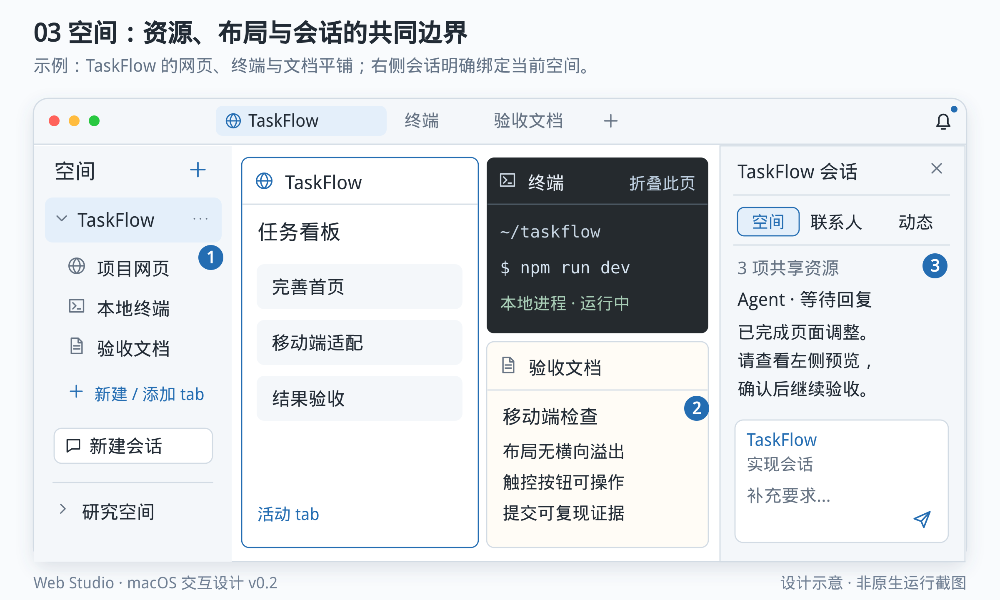 03 空间：资源、布局与会话的共同边界
示例：TaskFlow 的网页、终端与文档平铺；右侧会话明确绑定当前空间。
TaskFlow
终端
验收文档
空间
TaskFlow
项目网页
1
本地终端
验收文档
新建 / 添加 tab
新建会话
研究空间
TaskFlow
任务看板
完善首页
移动端适配
结果验收
活动 tab
终端
折叠此页
~/taskflow
$ npm run dev
本地进程 · 运行中
验收文档
2
移动端检查
布局无横向溢出
触控按钮可操作
提交可复现证据
TaskFlow 会话
空间
联系人
动态
3 项共享资源
3
Agent · 等待回复
已完成页面调整。
请查看左侧预览，
确认后继续验收。
TaskFlow
实现会话
补充要求...
Web Studio · macOS 交互设计 v0.2
设计示意 · 非原生运行截图